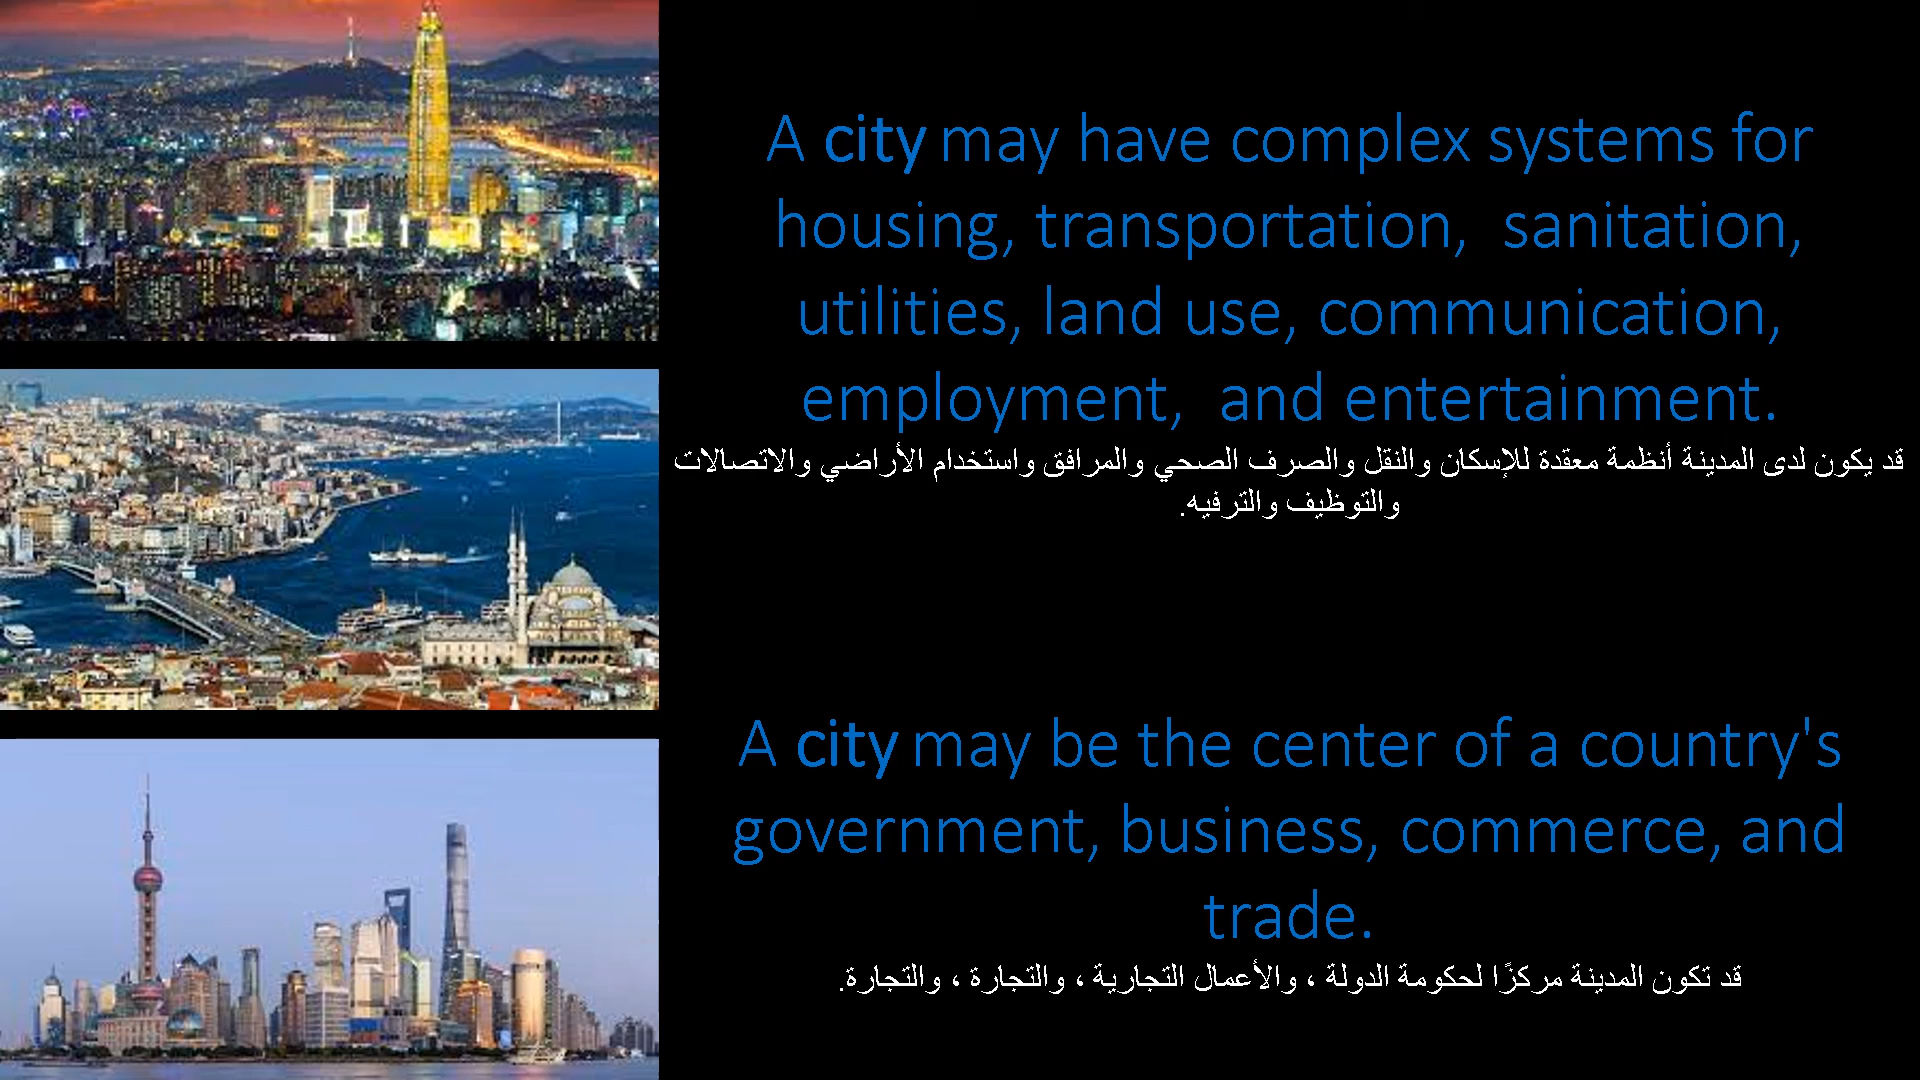 A city may have complex systems for
housing, transportation,  sanitation,
utilities, land use, communication,
employment,  and entertainment.
قد يكون لدى المدينة أنظمة معقدة للإسكان والنقل والصرف الصحي والمرافق واستخدام الأراضي والاتصالات
والتوظيف والترفيه.
A city may be the center of a country's
government, business, commerce, and
trade.
قد تكون المدينة مركزًا لحكومة الدولة ، والأعمال التجارية ، والتجارة ، والتجارة.